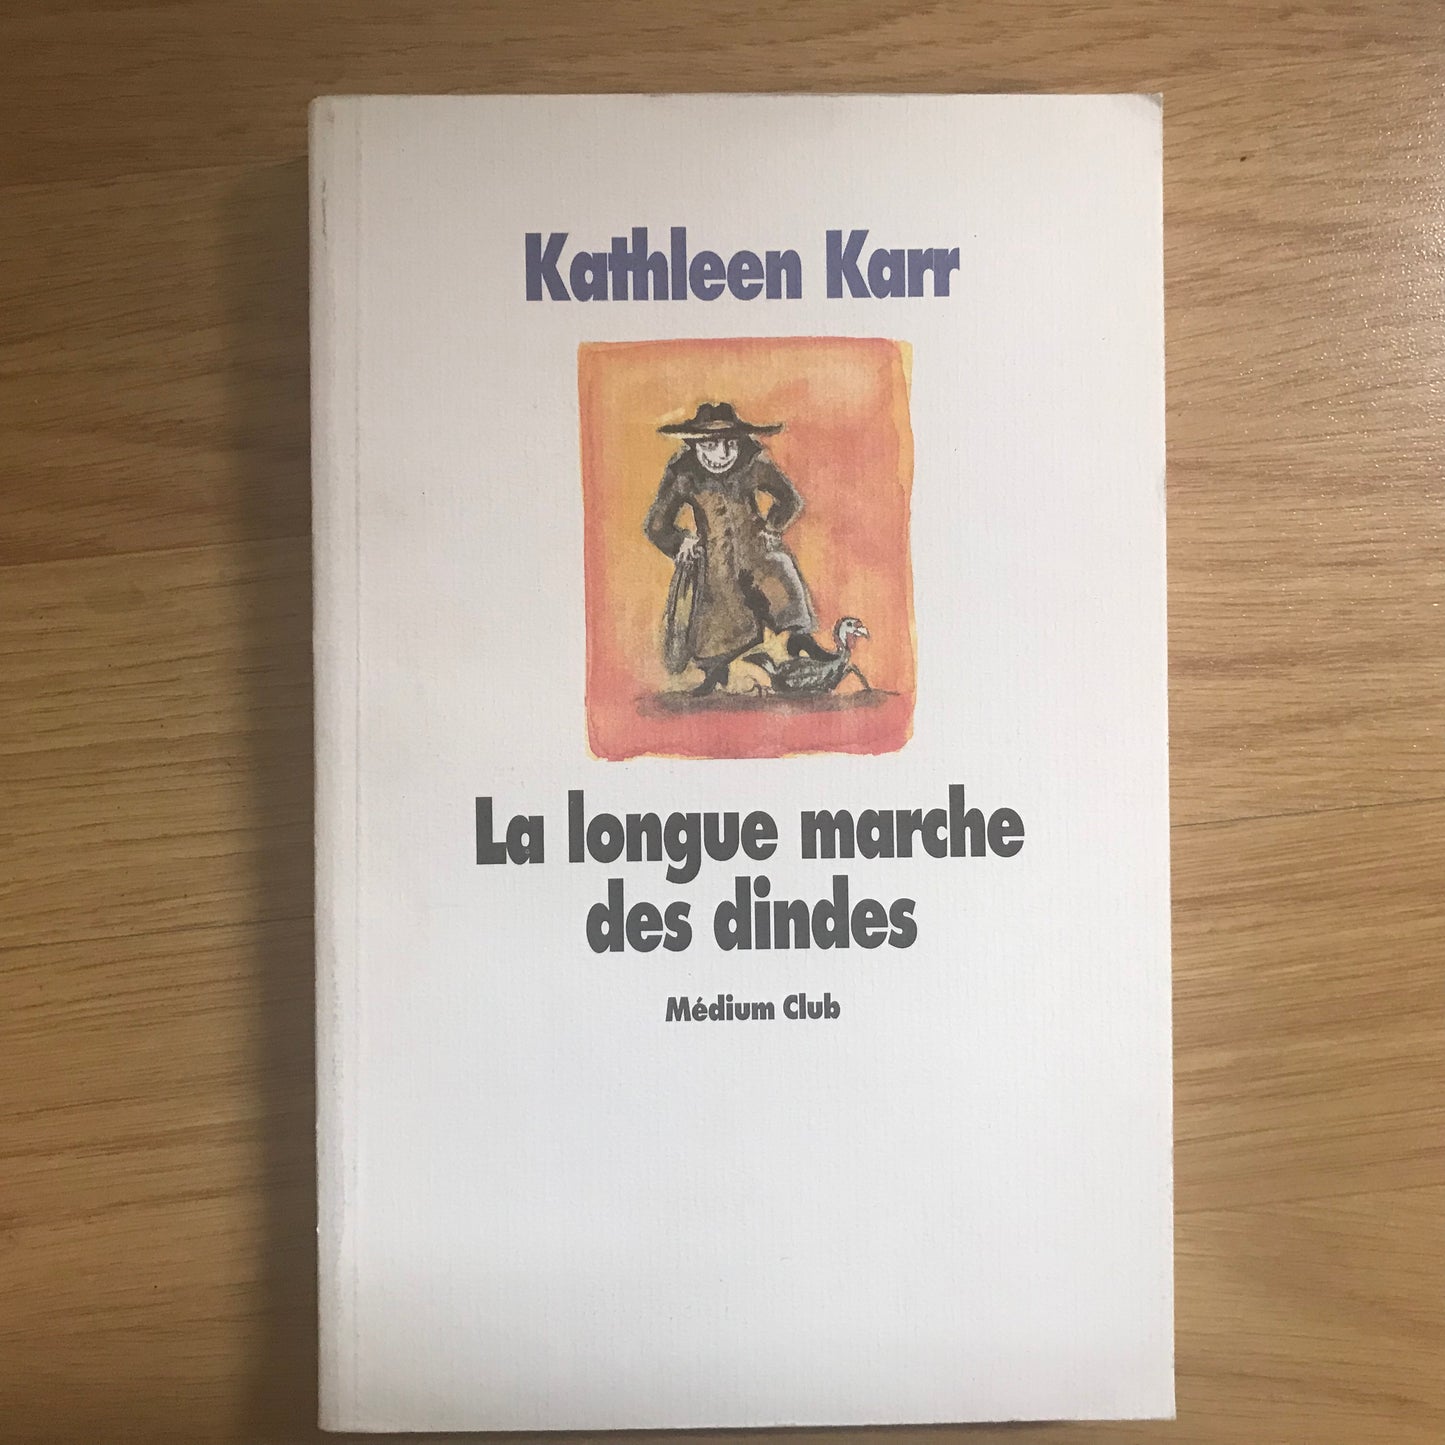 Kathleen Karr
La longue marche
des dindes
Médium Club